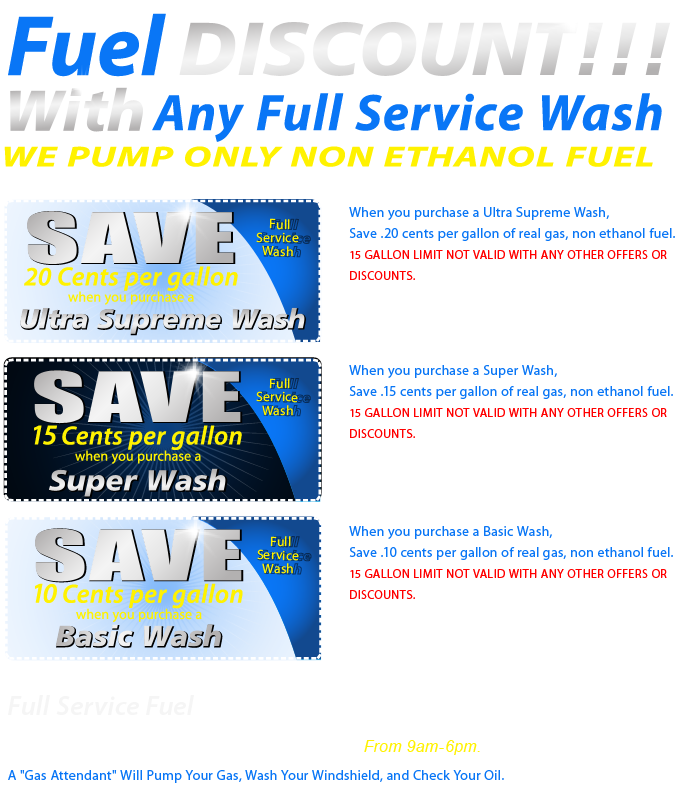 Fuel DISCOUNT!!!
With Any Full Service Wash
WE PUMP ONLY NON ETHANOL FUEL
SAVE
20 Cents per gallon
when you purchase a
Ultra Supreme Wash
Full
Service
Wash
When you purchase a Ultra Supreme Wash,
Save .20 cents per gallon of real gas, non ethanol fuel.
15 GALLON LIMIT NOT VALID WITH ANY OTHER OFFERS OR
DISCOUNTS.
SAVE
15 Cents per gallon
when you purchase a
Super Wash
Full
Service
Wash
When you purchase a Super Wash,
Save .15 cents per gallon of real gas, non ethanol fuel.
15 GALLON LIMIT NOT VALID WITH ANY OTHER OFFERS OR
DISCOUNTS.
SAVE
10 Cents per gallon
when you purchase a
Basic Wash
Full
Service
Wash
When you purchase a Basic Wash,
Save .10 cents per gallon of real gas, non ethanol fuel.
15 GALLON LIMIT NOT VALID WITH ANY OTHER OFFERS OR
DISCOUNTS.
Full Service Fuel
From 9am-6pm.
A "Gas Attendant" Will Pump Your Gas, Wash Your Windshield, and Check Your Oil.